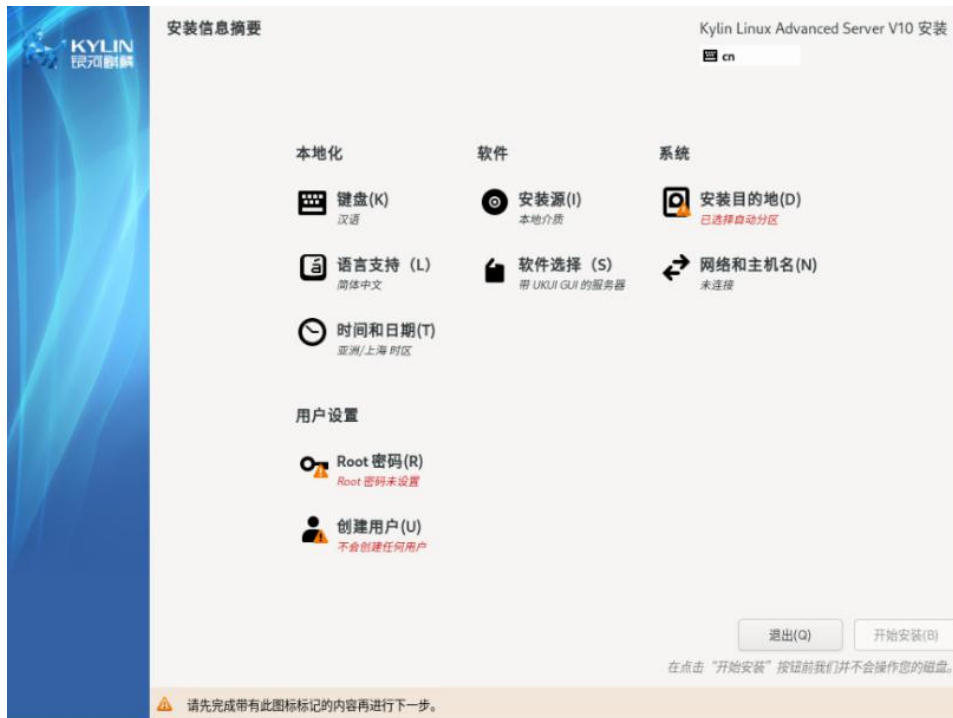 KYLIN
银河麒麟
安装信息摘要
Kylin Linux Advanced Server V10 安装
cn
本地化
键盘(K)
汉语
语言支持（L）
简体中文
时间和日期(T)
亚洲/上海 时区
软件
安装源(I)
本地介质
软件选择（S）
带 UKUI GUI 的服务器
系统
安装目的地(D)
已选择自动分区
网络和主机名(N)
未连接
用户设置
Root 密码(R)
Root 密码未设置
创建用户(U)
不会创建任何用户
退出(Q)
开始安装(B)
在点击“开始安装”按钮前我们并不会操作您的磁盘。
请先完成带有此图标标记的内容再进行下一步。